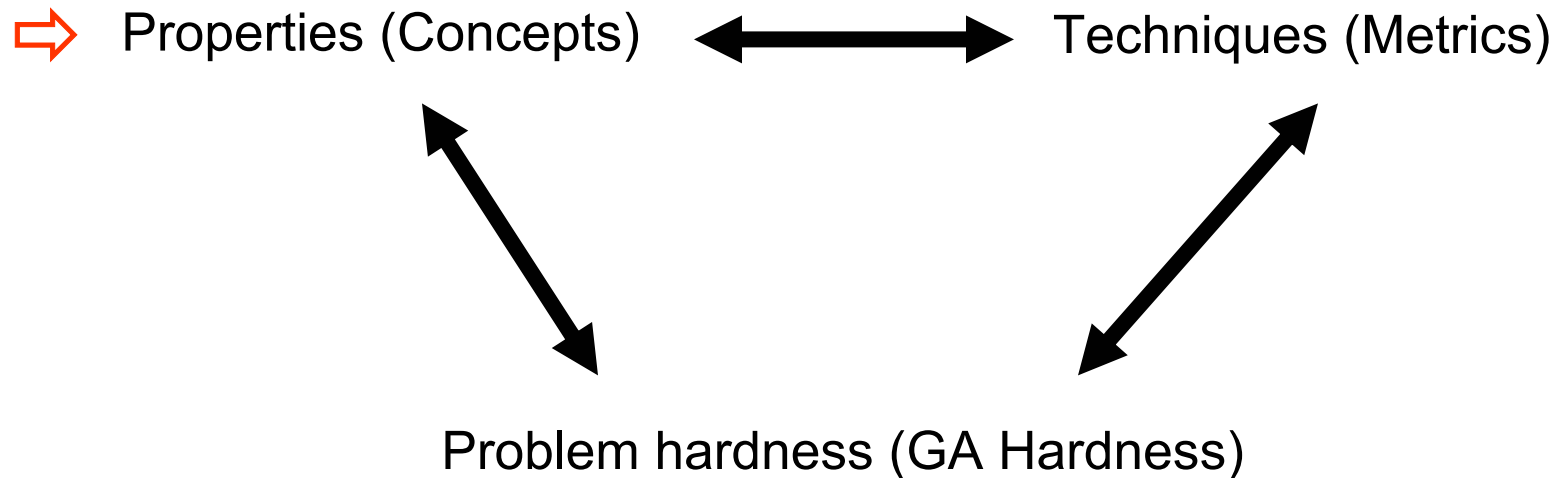 Properties (Concepts)
Techniques (Metrics)
Problem hardness (GA Hardness)